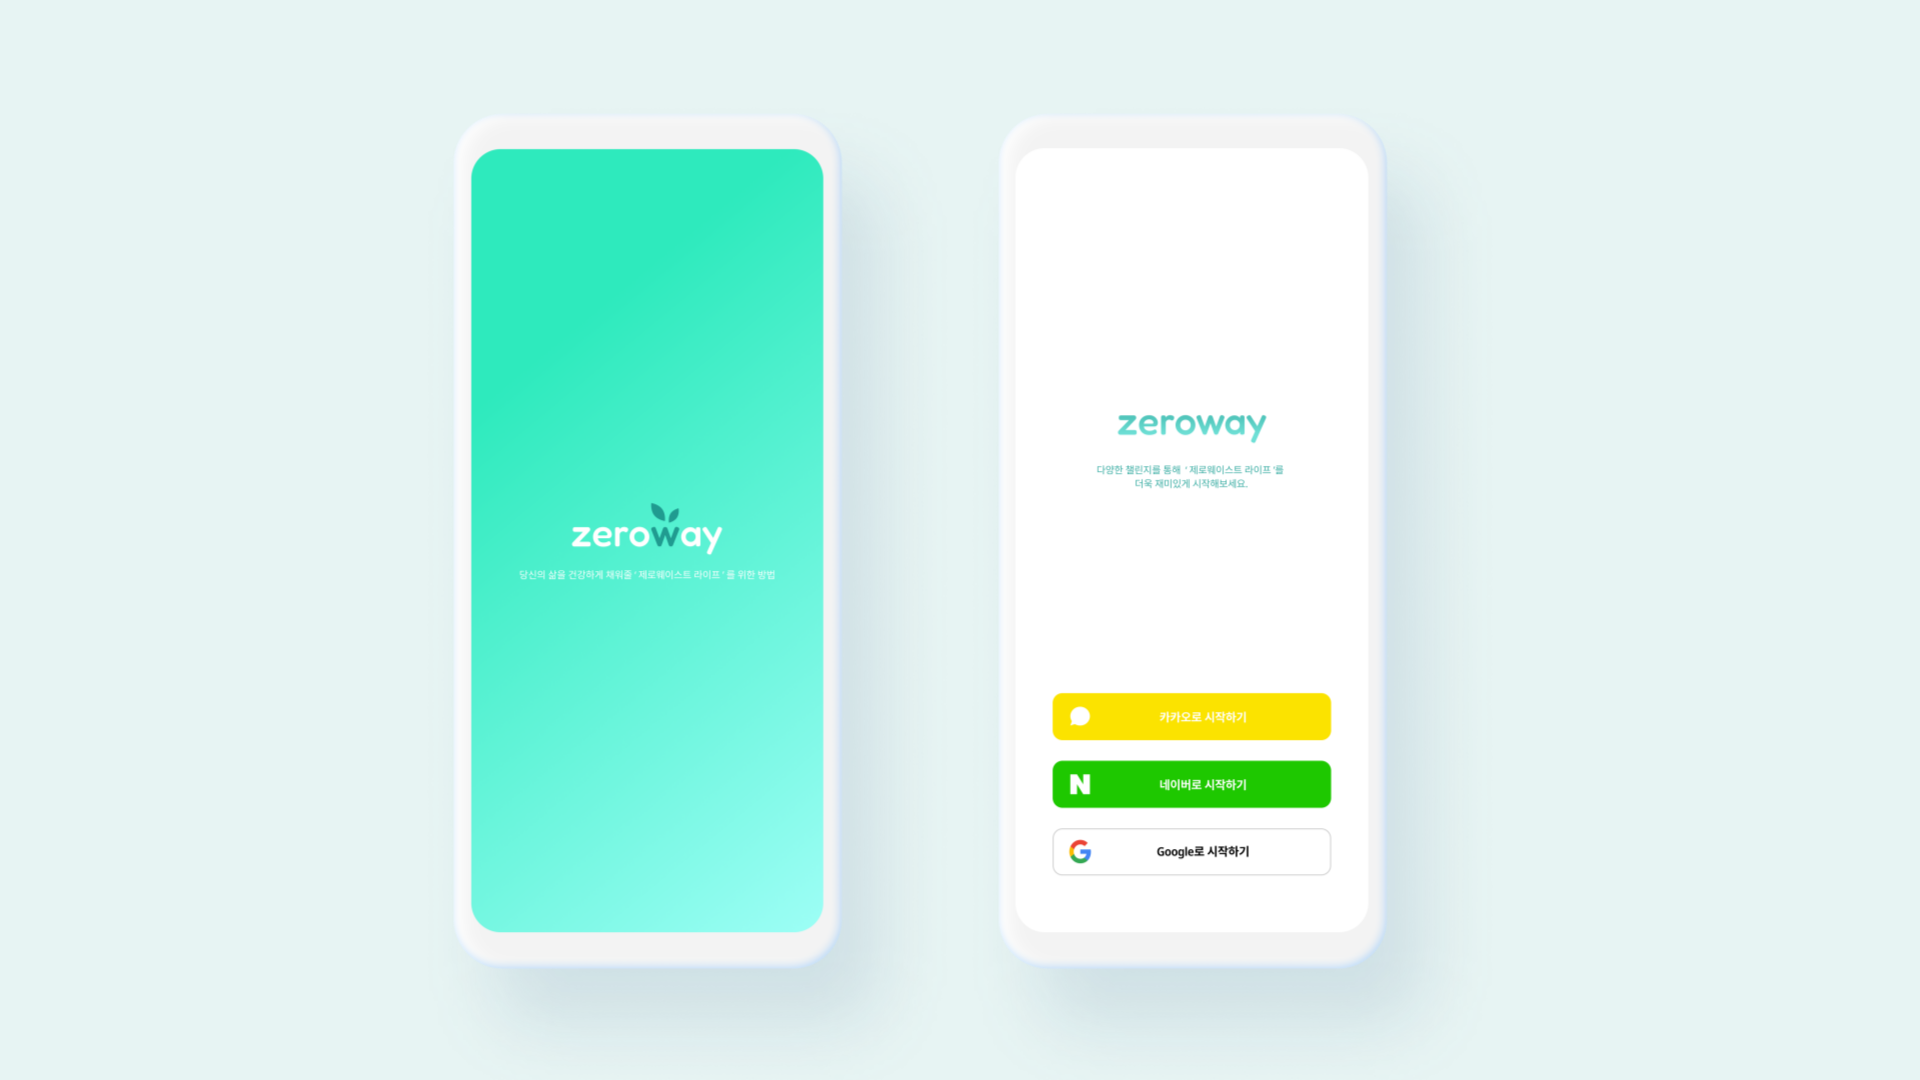 zeroway
당신의 삶을 건강하게 채워줄 ' 제로웨이스트 라이프 ' 를 위한 방법
zeroway
다양한 챌린지를 통해 ' 제로웨이스트 라이프 '를
더욱 재미있게 시작해보세요.
카카오로 시작하기
N 네이버로 시작하기
G Google로 시작하기